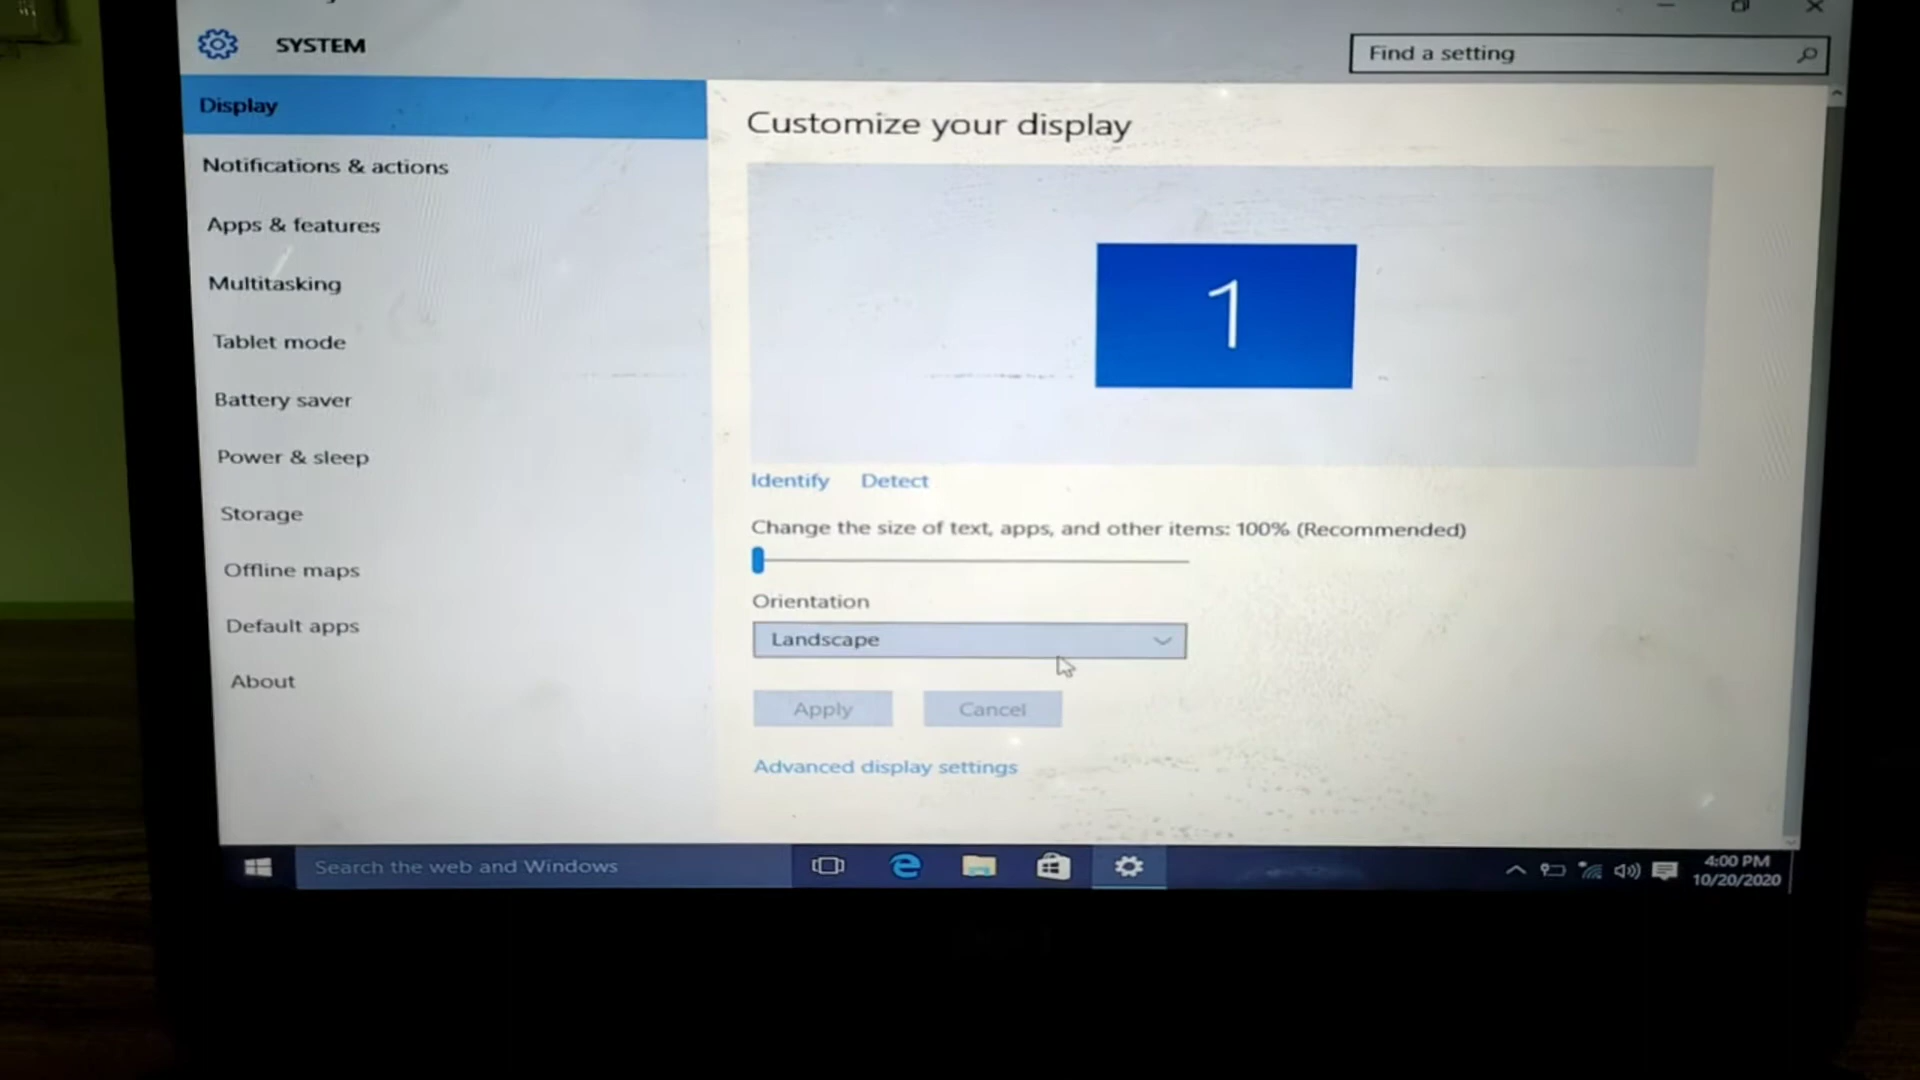 SYSTEM
Find a setting
Display
Notifications & actions
Apps & features
Multitasking
Tablet mode
Battery saver
Power & sleep
Storage
Offline maps
Default apps
About
Customize your display
1
Identify Detect
Change the size of text, apps, and other items: 100% (Recommended)
Orientation
Landscape
Apply Cancel
Advanced display settings
Search the web and Windows
4:00 PM
10/20/2020